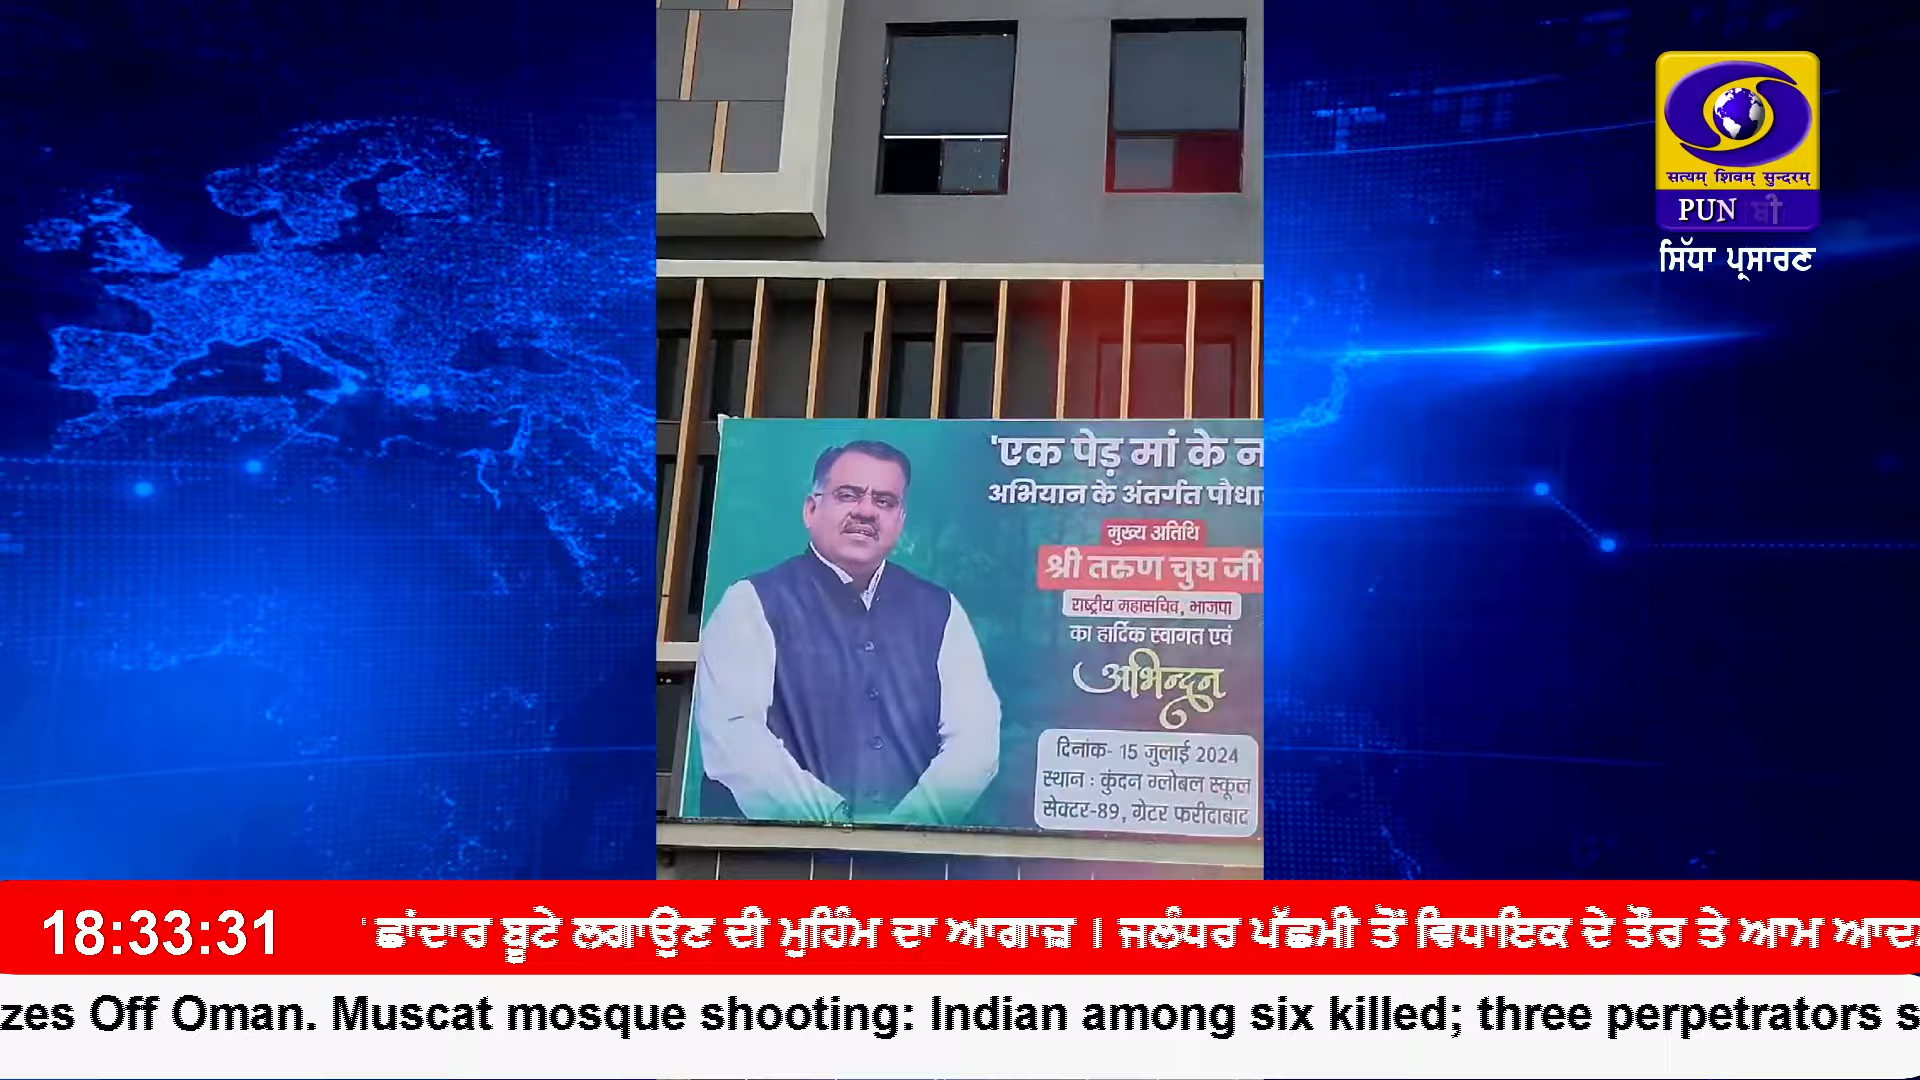 सत्यम् शिवम् सुन्दरम्
PUN
ਸਿੱਧਾ ਪ੍ਰਸਾਰਣ
'एक पेड़ मां के
अभियान के अंतर्गत
मुख्य अतिथि
श्री तरुण चुघ जी
राष्ट्रीय महासचिव, भाजपा
का हार्दिक स्वागत एवं
अभिन्दन
दिनांक- 15 जुलाई 2024
स्थान : कुंदन ग्लोबल स्कूल
सेक्टर-89, ग्रेटर फरीदाबाद
18:33:31 ਛਾਂਦਾਰ ਬੂਟੇ ਲਗਾਉਣ ਦੀ ਮੁਹਿੰਮ ਦਾ ਆਗਾਜ਼ । ਜਲੰਧਰ ਪੱਛਮੀ ਤੋਂ ਵਿਧਾਇਕ ਦੇ ਤੌਰ ਤੇ ਆਮ
zes Off Oman. Muscat mosque shooting: Indian among six killed; three perpetrators s